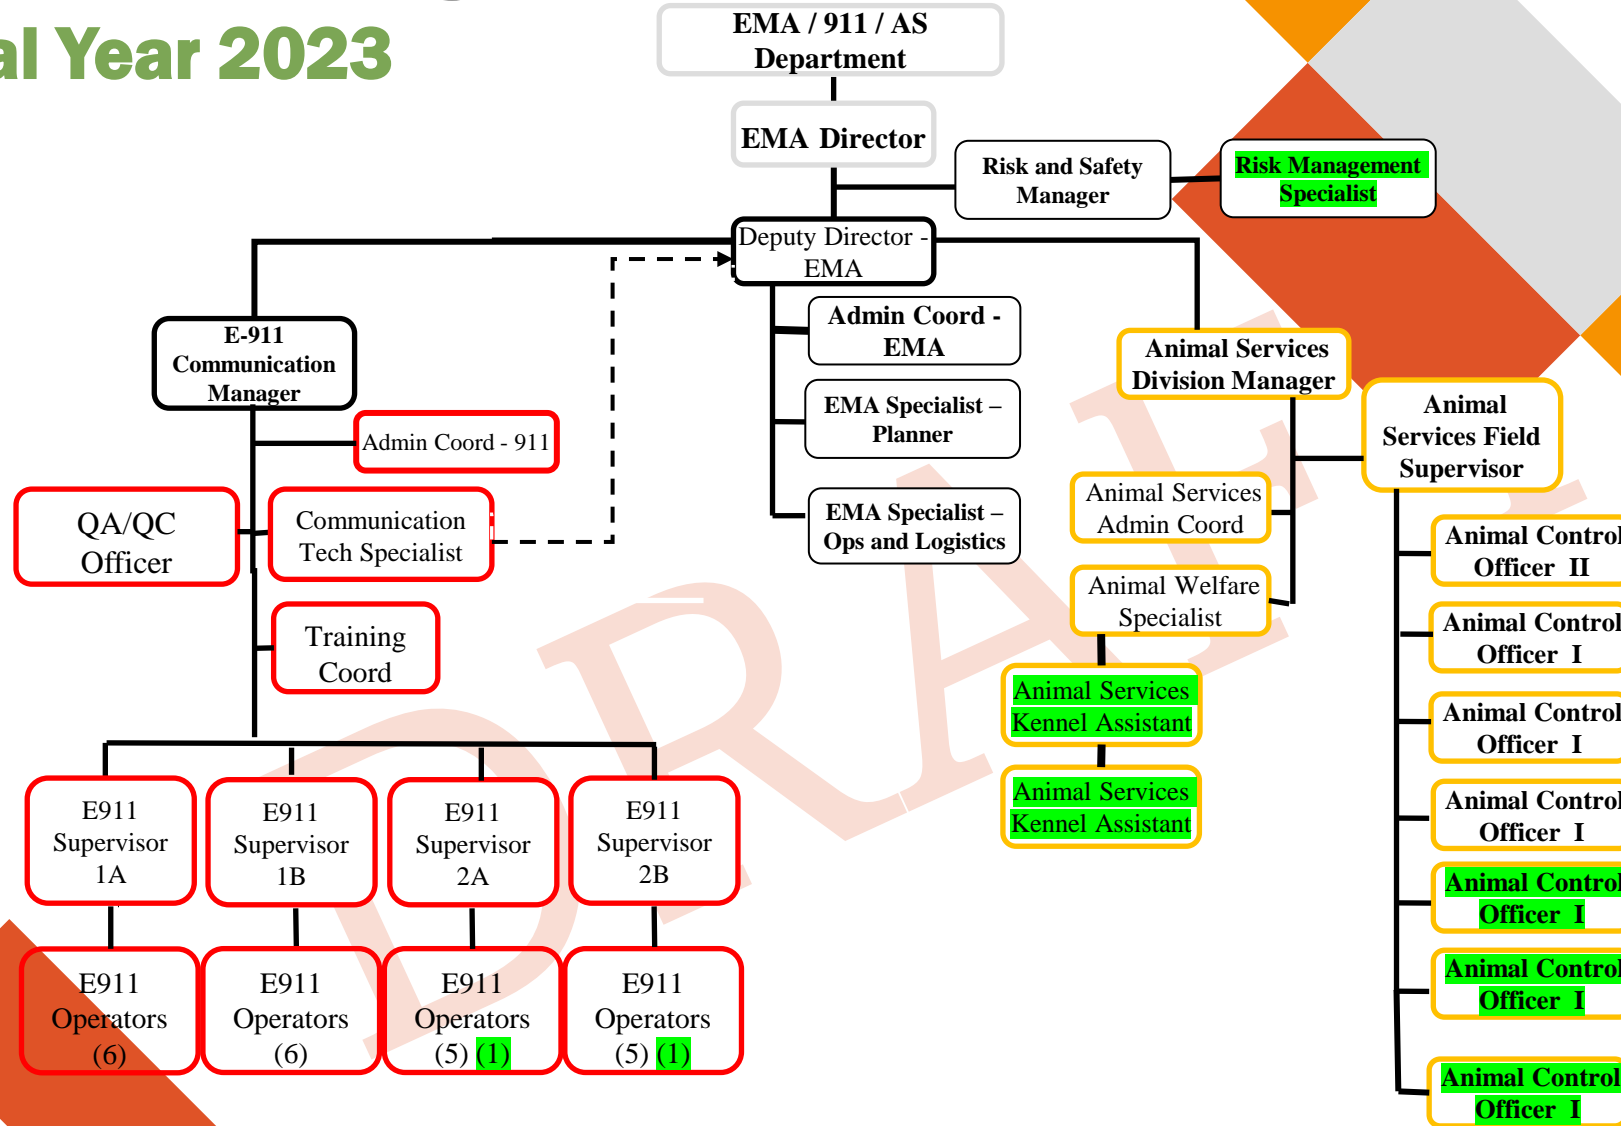 al Year 2023
EMA / 911 / AS
Department
EMA Director
Risk and Safety
Manager
Risk Management
Specialist
Deputy Director -
EMA
E-911
Communication
Manager
Admin Coord - 911
QA/QC
Officer
Communication
Tech Specialist
Training
Coord
Admin Coord -
EMA
EMA Specialist –
Planner
EMA Specialist –
Ops and Logistics
Animal Services
Division Manager
Animal
Services Field
Supervisor
Animal Services
Admin Coord
Animal Welfare
Specialist
Animal Services
Kennel Assistant
Animal Services
Kennel Assistant
Animal Control
Officer II
Animal Control
Officer I
Animal Control
Officer I
Animal Control
Officer I
Animal Control
Officer I
Animal Control
Officer I
Animal Control
Officer I
E911
Supervisor
1A
E911
Supervisor
1B
E911
Supervisor
2A
E911
Supervisor
2B
E911
Operators
(6)
E911
Operators
(6)
E911
Operators
(5) (1)
E911
Operators
(5) (1)
DRAFT